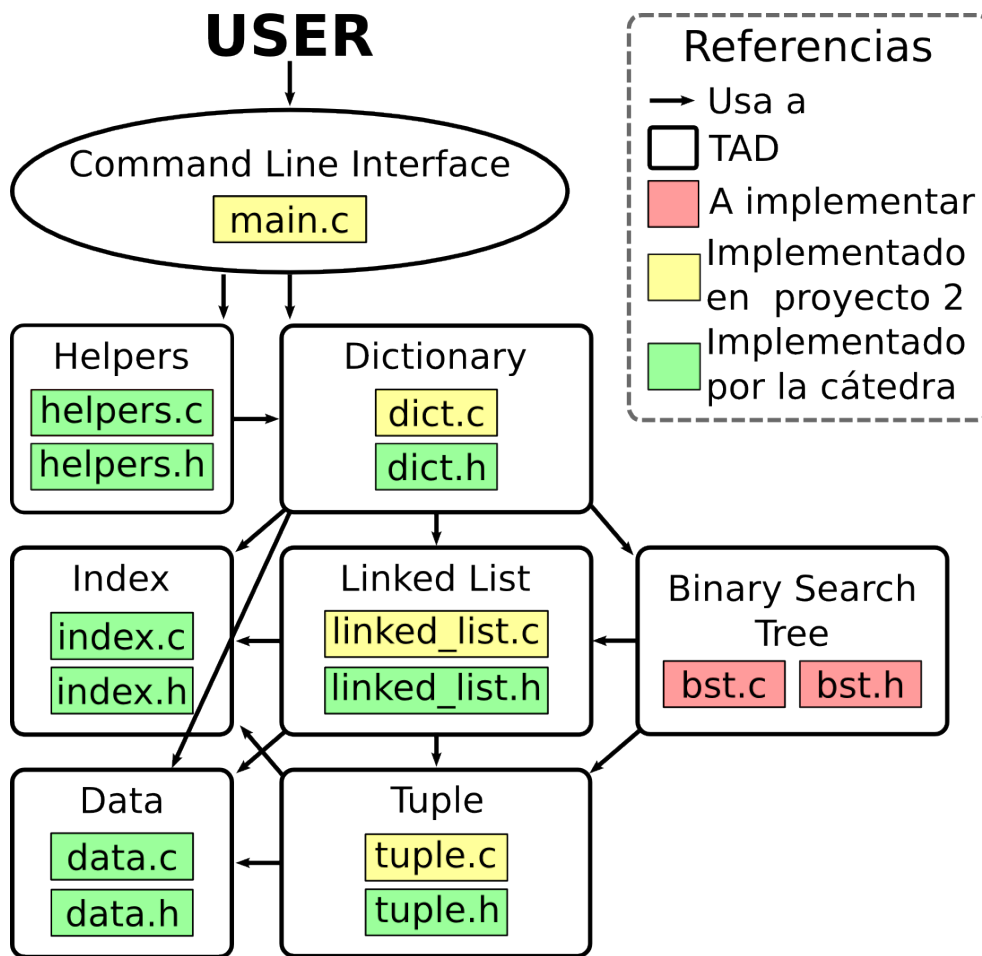 USER
Command Line Interface
main.c
Referencias
Usa a
TAD
A implementar
Implementado
en proyecto 2
Implementado
por la cátedra
Helpers
helpers.c
helpers.h
Dictionary
dict.c
dict.h
Index
index.c
index.h
Linked List
linked_list.c
linked_list.h
Binary Search
Tree
bst.c bst.h
Data
data.c
data.h
Tuple
tuple.c
tuple.h